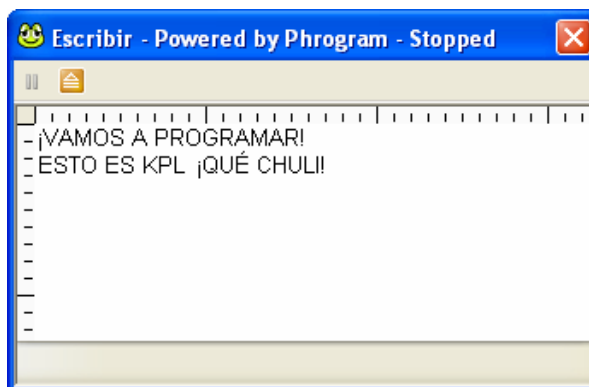 Escribir - Powered by Phrogram - Stopped
¡VAMOS A PROGRAMAR!
ESTO ES KPL ¡QUÉ CHULI!